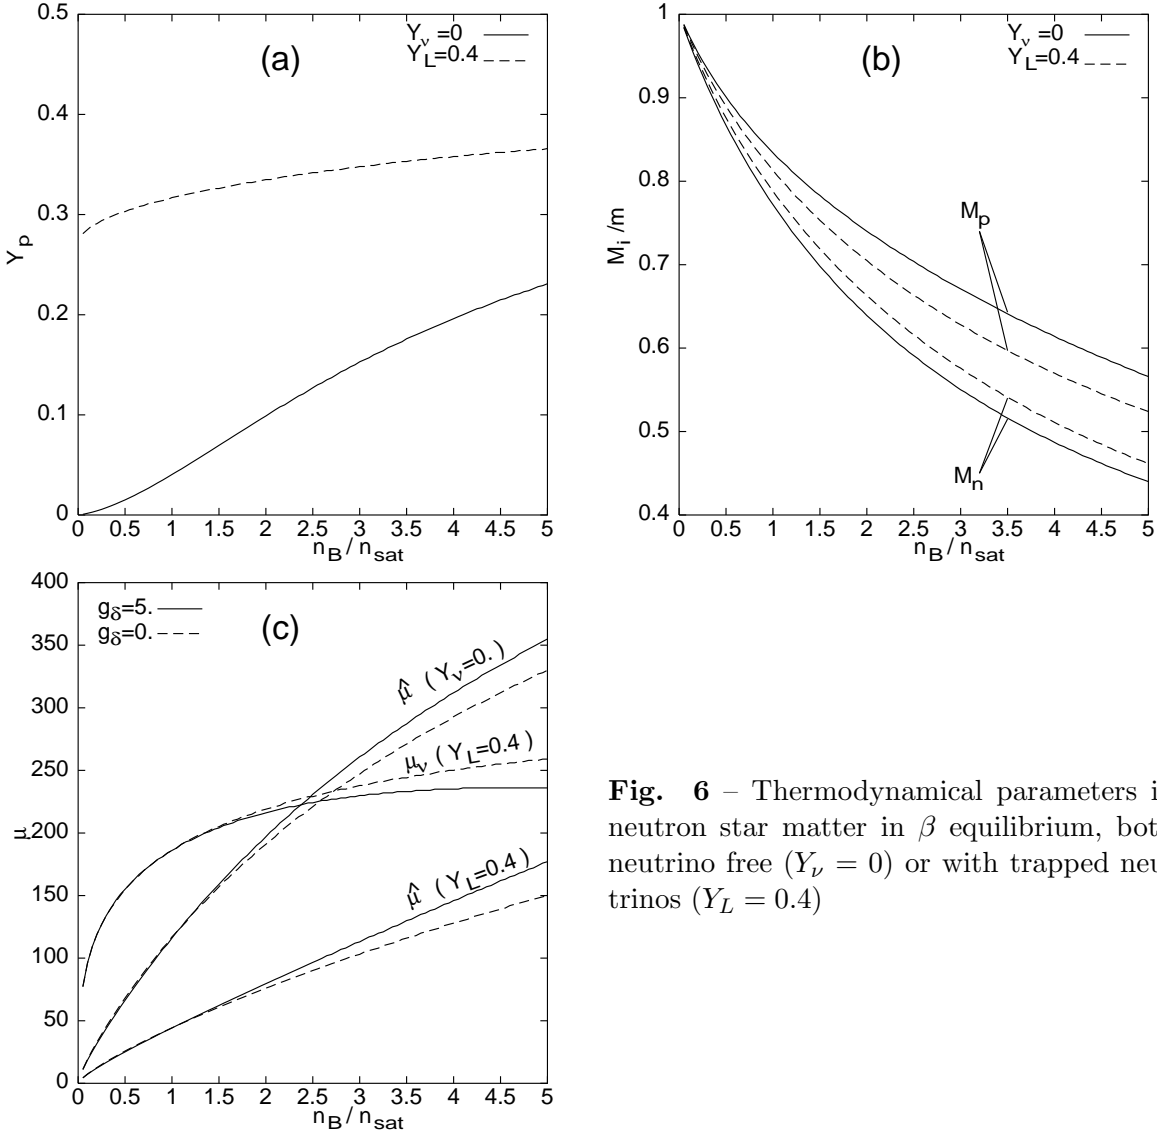 0.5
0.4
0.3
0.2
0.1
0
Y_p
(a)
Y_ν =0
Y_L=0.4
0 0.5 1 1.5 2 2.5 3 3.5 4 4.5 5
n_B / n_sat
1
0.9
0.8
0.7
0.6
0.5
0.4
M_i /m
(b)
Y_ν =0
Y_L=0.4
M_p
M_n
0 0.5 1 1.5 2 2.5 3 3.5 4 4.5 5
n_B / n_sat
400
350
300
250
200
150
100
50
0
μ
g_δ=5.
g_δ=0.
(c)
μ̂ ( Y_ν=0. )
μ_ν ( Y_L=0.4 )
μ̂ ( Y_L=0.4 )
0 0.5 1 1.5 2 2.5 3 3.5 4 4.5 5
n_B / n_sat
Fig. 6 – Thermodynamical parameters i
neutron star matter in β equilibrium, bot
neutrino free (Y_ν = 0) or with trapped neu
trinos (Y_L = 0.4)